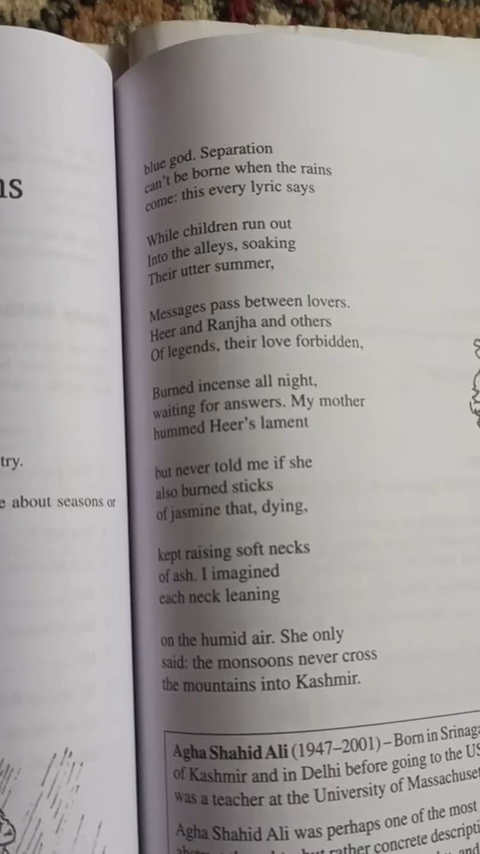 try.
about seasons or
blue god. Separation
can't be borne when the rains
come: this every lyric says
While children run out
Into the alleys, soaking
Their utter summer,
Messages pass between lovers.
Heer and Ranjha and others
Of legends, their love forbidden,
Burned incense all night,
waiting for answers. My mother
hummed Heer's lament
but never told me if she
also burned sticks
of jasmine that, dying,
kept raising soft necks
of ash. I imagined
each neck leaning
on the humid air. She only
said: the monsoons never cross
the mountains into Kashmir.
Agha Shahid Ali (1947–2001) – Born in
of Kashmir and in Delhi before going to the
was a teacher at the University of
Agha Shahid Ali was perhaps one of the most
but rather concrete